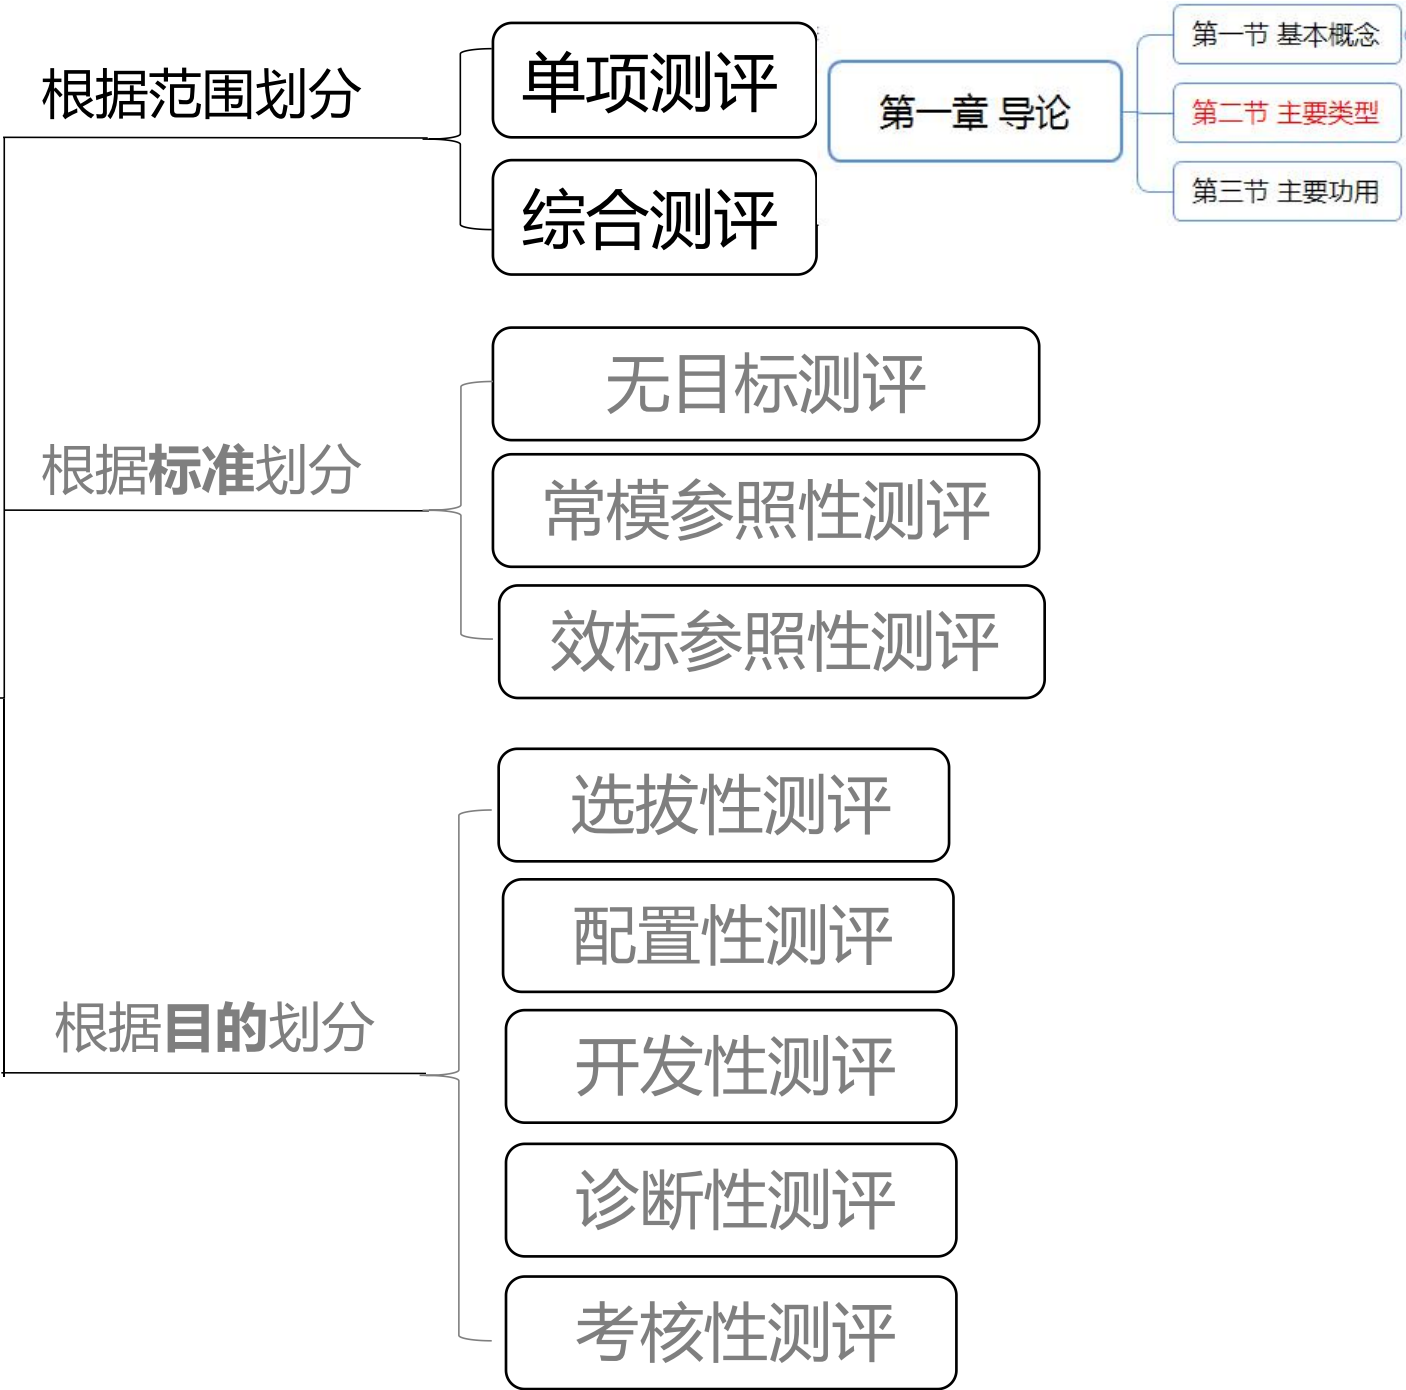 根据范围划分
单项测评
综合测评
第一章 导论
第一节 基本概念
第二节 主要类型
第三节 主要功用
根据标准划分
无目标测评
常模参照性测评
效标参照性测评
根据目的划分
选拔性测评
配置性测评
开发性测评
诊断性测评
考核性测评